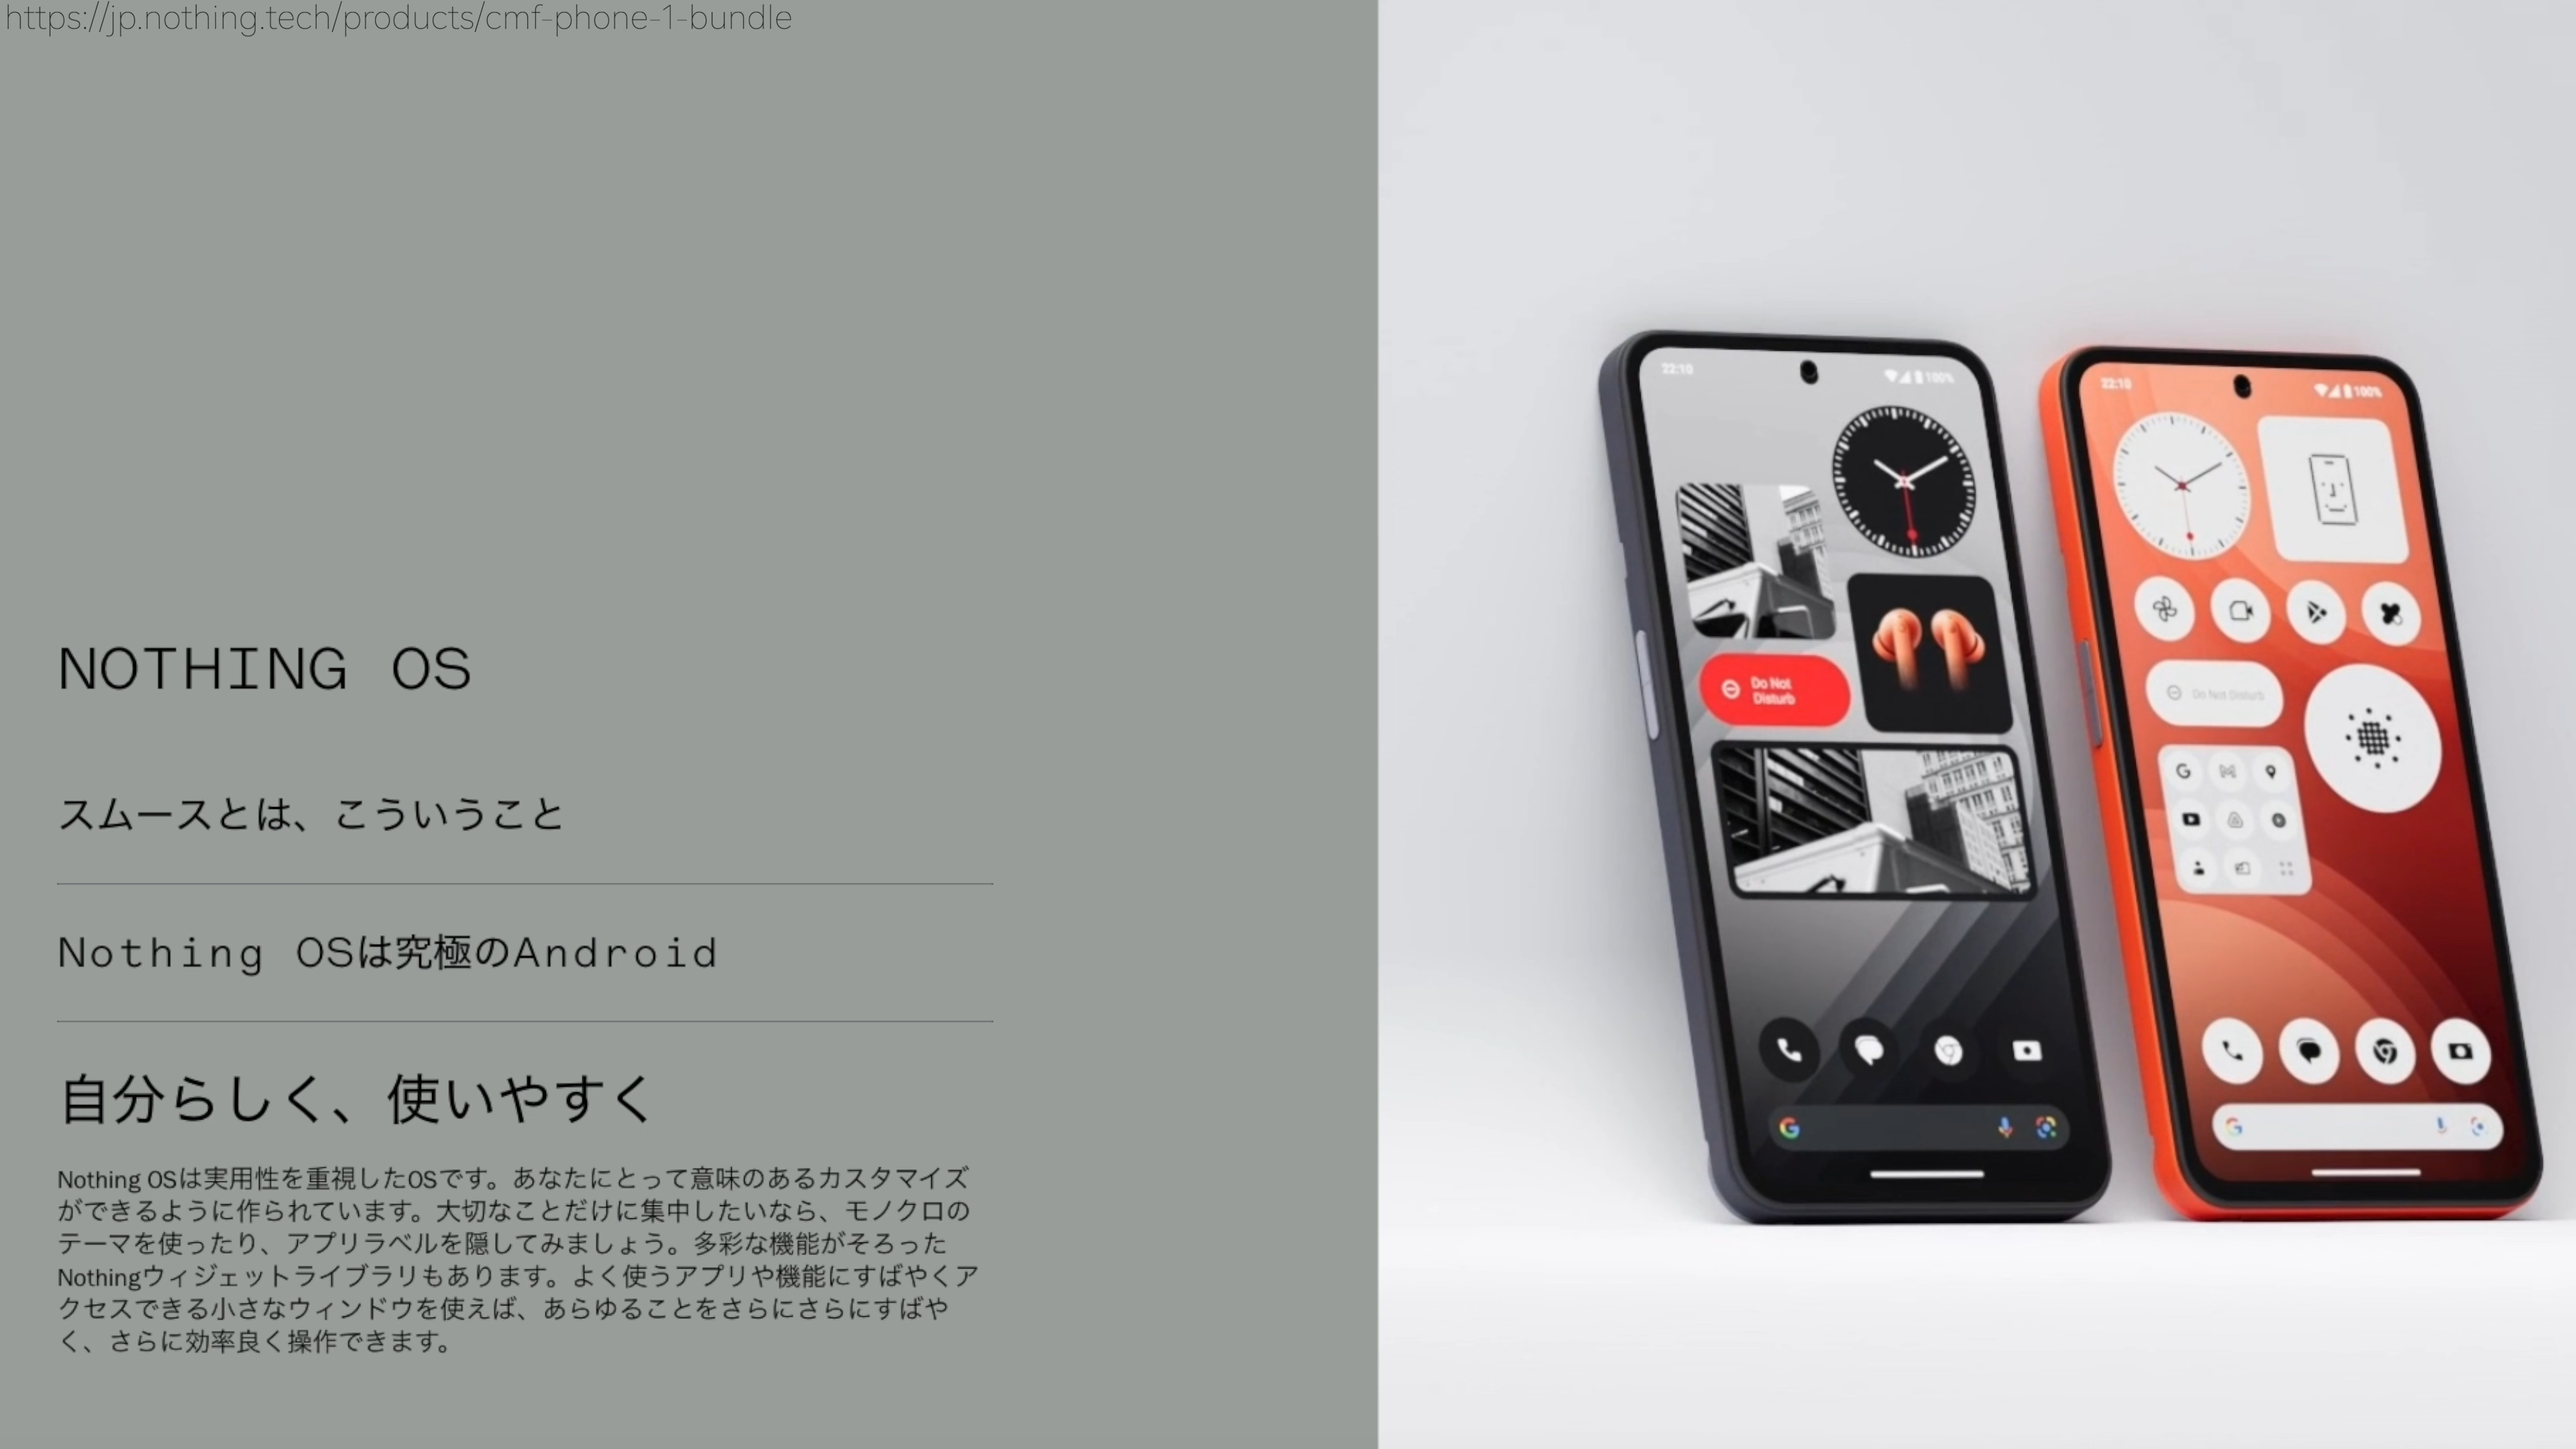 https://jp.nothing.tech/products/cmf-phone-1-bundle
NOTHING OS
スムースとは、こういうこと
Nothing OSは究極のAndroid
自分らしく、使いやすく
Nothing OSは実用性を重視したOSです。あなたにとって意味のあるカスタマイズ
ができるように作られています。大切なことだけに集中したいなら、モノクロの
テーマを使ったり、アプリラベルを隠してみましょう。多彩な機能がそろった
Nothingウィジェットライブラリもあります。よく使うアプリや機能にすばやくア
クセスできる小さなウィンドウを使えば、あらゆることをさらにさらにすばや
く、さらに効率良く操作できます。
22:10
100%
Do Not
Disturb
22:10
100%
Do Not Disturb